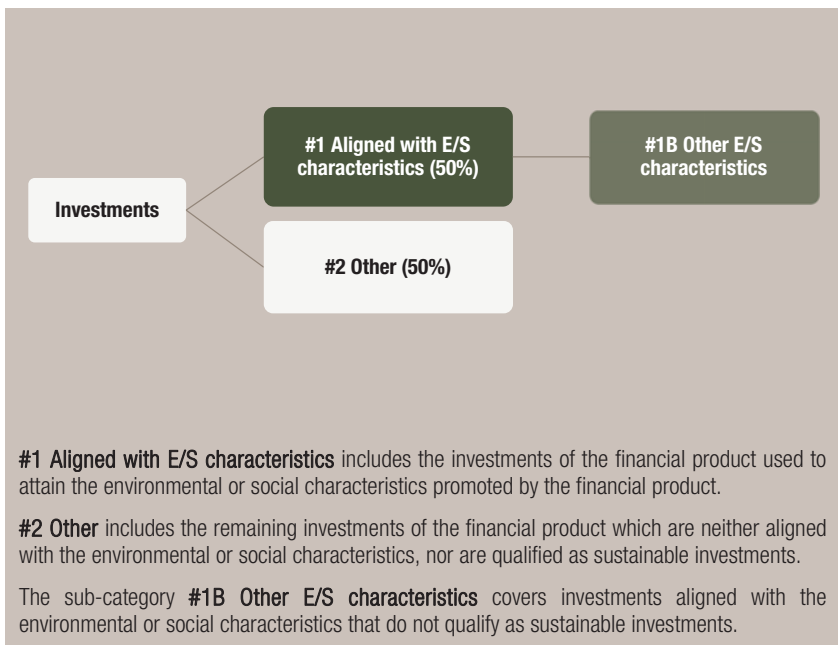 #1 Aligned with E/S
characteristics (50%)
#1B Other E/S
characteristics
Investments
#2 Other (50%)
#1 Aligned with E/S characteristics includes the investments of the financial product used to
attain the environmental or social characteristics promoted by the financial product.
#2 Other includes the remaining investments of the financial product which are neither aligned
with the environmental or social characteristics, nor are qualified as sustainable investments.
The sub-category #1B Other E/S characteristics covers investments aligned with the
environmental or social characteristics that do not qualify as sustainable investments.